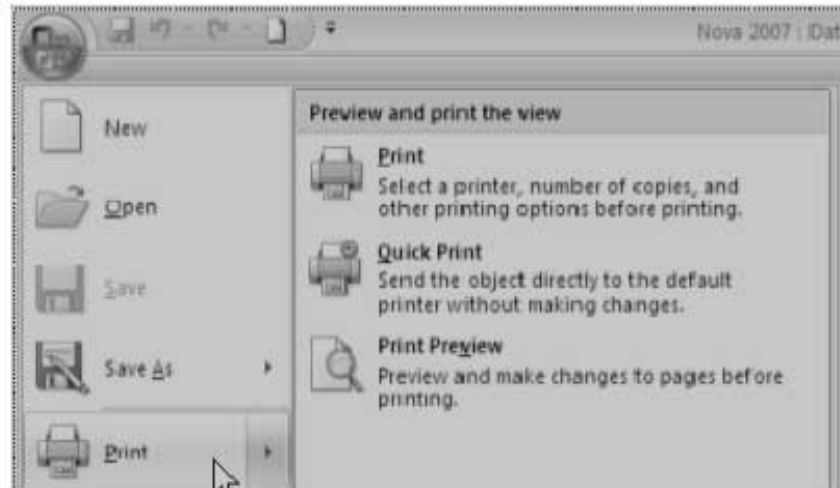 Nova 2007 : Dat
New
Open
Save
Save As
Print
Preview and print the view
Print
Select a printer, number of copies, and
other printing options before printing.
Quick Print
Send the object directly to the default
printer without making changes.
Print Preview
Preview and make changes to pages before
printing.